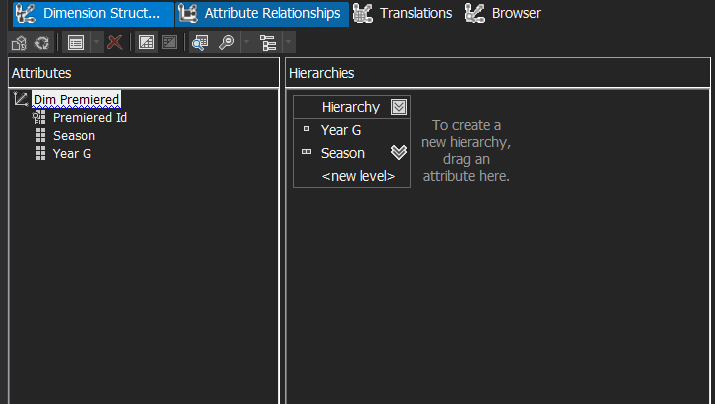 Dimension Struct... Attribute Relationships Translations Browser
Attributes
Dim Premiered
Premiered Id
Season
Year G
Hierarchies
Hierarchy
Year G
Season
<new level>
To create a
new hierarchy,
drag an
attribute here.